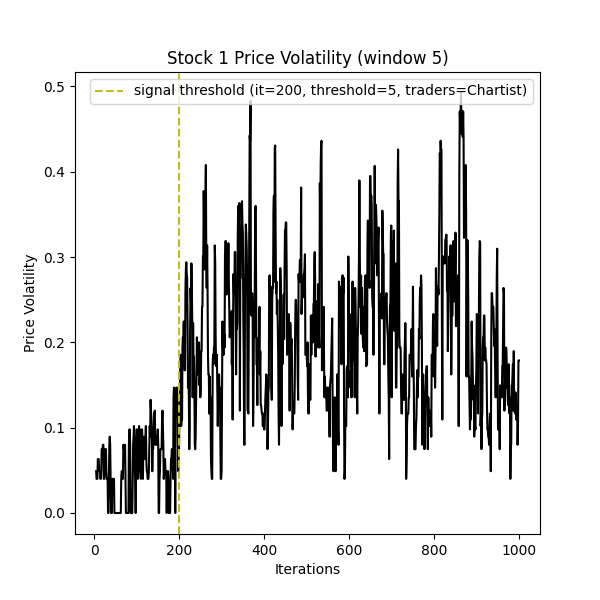 Stock 1 Price Volatility (window 5)
signal threshold (it=200, threshold=5, traders=Chartist)
0.5
0.4
0.3
0.2
0.1
0.0
Price Volatility
0 200 400 600 800 1000
Iterations